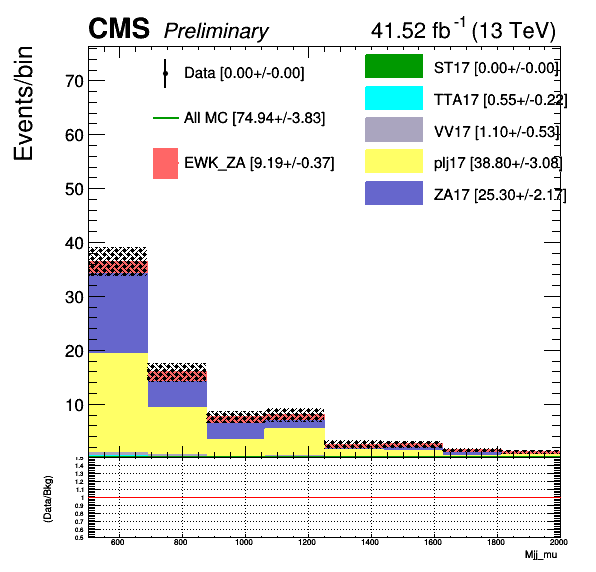 CMS Preliminary 41.52 fb⁻¹ (13 TeV)
Events/bin
70
60
50
40
30
20
10
Data [0.00+/-0.00]
All MC [74.94+/-3.83]
EWK_ZA [9.19+/-0.37]
ST17 [0.00+/-0.00]
TTA17 [0.55+/-0.22]
VV17 [1.10+/-0.53]
plj17 [38.80+/-3.06]
ZA17 [25.30+/-2.17]
(Data/Bkg)
1.5
1.4
1.3
1.2
1.1
1
0.9
0.8
0.7
0.6
0.5
600 800 1000 1200 1400 1600 1800 2000
Mjj_mu